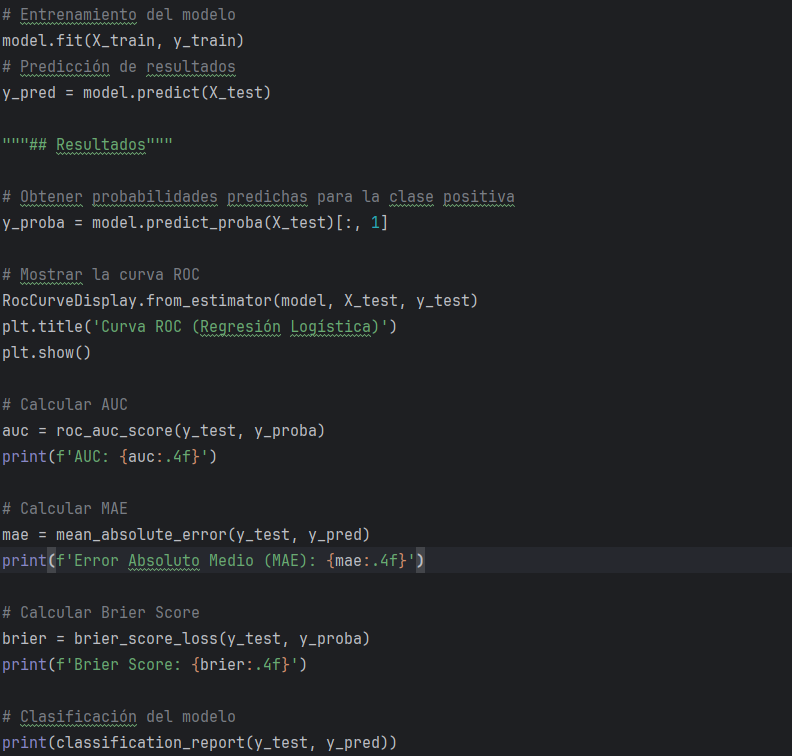 # Entrenamiento del modelo
model.fit(X_train, y_train)
# Predicción de resultados
y_pred = model.predict(X_test)
"""## Resultados"""
# Obtener probabilidades predichas para la clase positiva
y_proba = model.predict_proba(X_test)[:, 1]
# Mostrar la curva ROC
RocCurveDisplay.from_estimator(model, X_test, y_test)
plt.title('Curva ROC (Regresión Logística)')
plt.show()
# Calcular AUC
auc = roc_auc_score(y_test, y_proba)
print(f'AUC: {auc:.4f}')
# Calcular MAE
mae = mean_absolute_error(y_test, y_pred)
print(f'Error Absoluto Medio (MAE): {mae:.4f}')
# Calcular Brier Score
brier = brier_score_loss(y_test, y_proba)
print(f'Brier Score: {brier:.4f}')
# Clasificación del modelo
print(classification_report(y_test, y_pred))